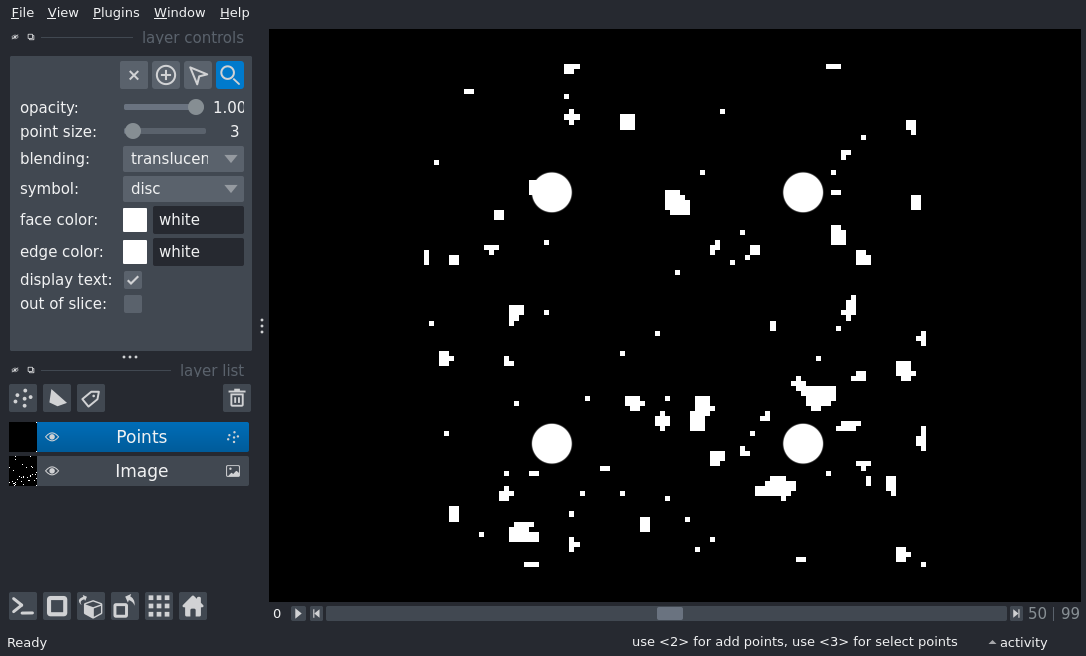 File View Plugins Window Help
layer controls
opacity: 1.00
point size: 3
blending: translucen
symbol: disc
face color: white
edge color: white
display text:
out of slice:
layer list
Points
Image
0 50 | 99
Ready use <2> for add points, use <3> for select points activity